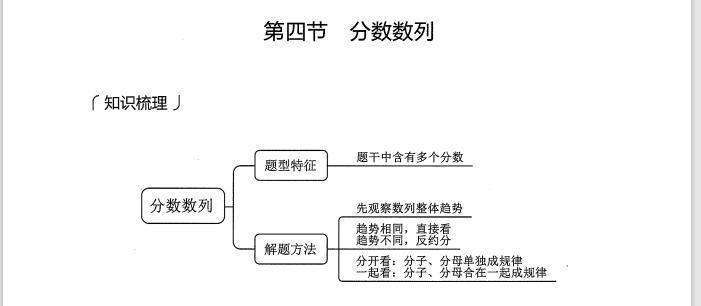 第四节 分数数列
知识梳理
分数数列
题型特征
题干中含有多个分数
解题方法
先观察数列整体趋势
趋势相同，直接看
趋势不同，反约分
分开看：分子、分母单独成规律
一起看：分子、分母合在一起成规律